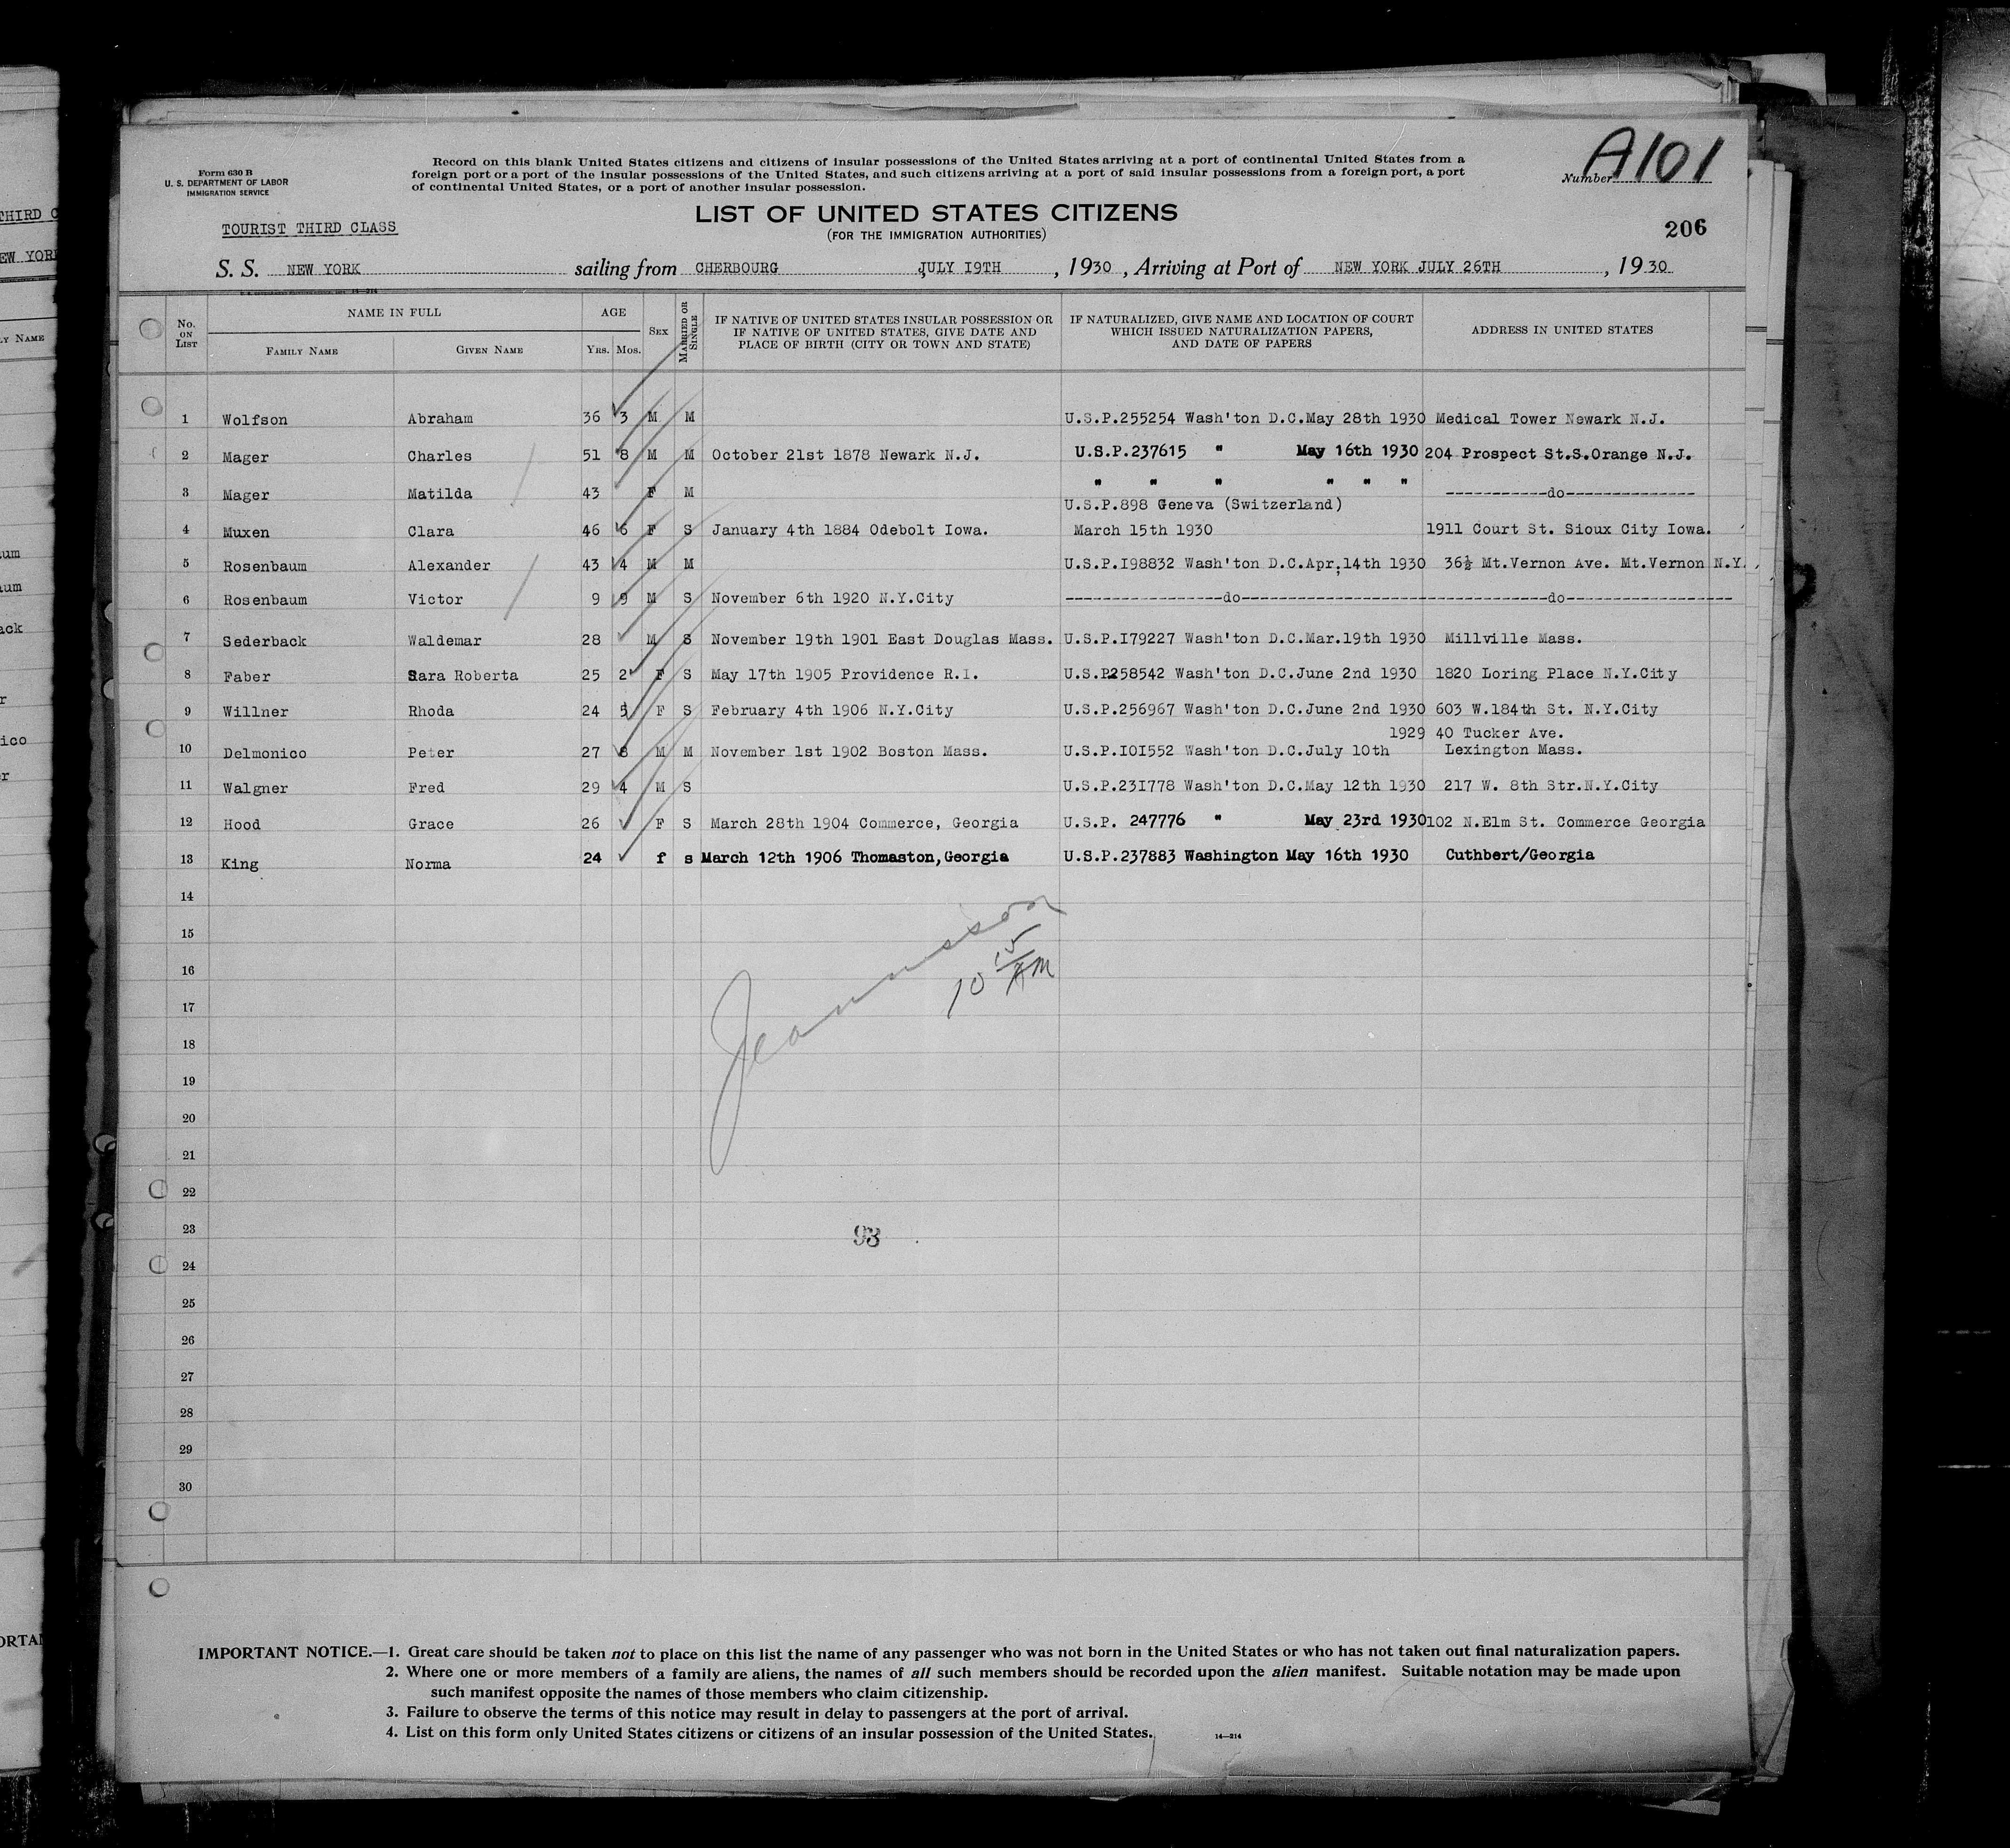 A101
Form 630 B
U. S. DEPARTMENT OF LABOR
IMMIGRATION SERVICE
Record on this blank United States citizens and citizens of insular possessions of the United States arriving at a port of continental United States from a
foreign port or a port of the insular possessions of the United States, and such citizens arriving at a port of said insular possessions from a foreign port, a port
of continental United States, or a port of another insular possession.
Number
LIST OF UNITED STATES CITIZENS
(FOR THE IMMIGRATION AUTHORITIES)
206
TOURIST THIRD CLASS
S. S. NEW YORK sailing from CHERBOURG JULY I9TH , 1930 , Arriving at Port of NEW YORK JULY 26TH , 19 30
No. ON LIST
NAME IN FULL
FAMILY NAME GIVEN NAME
AGE
YRS. MOS.
SEX
MARRIED OR SINGLE
IF NATIVE OF UNITED STATES INSULAR POSSESSION OR
IF NATIVE OF UNITED STATES, GIVE DATE AND
PLACE OF BIRTH (CITY OR TOWN AND STATE)
IF NATURALIZED, GIVE NAME AND LOCATION OF COURT
WHICH ISSUED NATURALIZATION PAPERS,
AND DATE OF PAPERS
ADDRESS IN UNITED STATES
1 Wolfson Abraham 36 3 M M U.S.P.255254 Wash'ton D.C.May 28th 1930 Medical Tower Newark N.J.
2 Mager Charles 51 8 M M October 21st 1878 Newark N.J. U.S.P.237615 " May 16th 1930 204 Prospect St.S.Orange N.J.
3 Mager Matilda 43 F M " " " " " " -----------do--------------
U.S.P.898 Geneva (Switzerland)
4 Muxen Clara 46 6 F S January 4th 1884 Odebolt Iowa. March 15th 1930 1911 Court St. Sioux City Iowa.
5 Rosenbaum Alexander 43 4 M M U.S.P.I98832 Wash'ton D.C.Apr;14th 1930 36½ Mt.Vernon Ave. Mt.Vernon N.Y.
6 Rosenbaum Victor 9 9 M S November 6th 1920 N.Y.City -----------------do-------------------- --------------do------------------
7 Sederback Waldemar 28 M S November 19th 1901 East Douglas Mass. U.S.P.I79227 Wash'ton D.C.Mar.19th 1930 Millville Mass.
8 Faber Sara Roberta 25 2 F S May 17th 1905 Providence R.I. U.S.P.258542 Wash'ton D.C.June 2nd 1930 1820 Loring Place N.Y.City
9 Willner Rhoda 24 5 F S February 4th 1906 N.Y.City U.S.P.256967 Wash'ton D.C.June 2nd 1930 603 W.184th St. N.Y.City
1929 40 Tucker Ave.
10 Delmonico Peter 27 8 M M November 1st 1902 Boston Mass. U.S.P.IOI552 Wash'ton D.C.July 10th Lexington Mass.
11 Walgner Fred 29 4 M S U.S.P.231778 Wash'ton D.C.May 12th 1930 217 W. 8th Str.N.Y.City
12 Hood Grace 26 F S March 28th 1904 Commerce, Georgia U.S.P. 247776 " May 23rd 1930 102 N.Elm St. Commerce Georgia
13 King Norma 24 f s March 12th 1906 Thomaston,Georgia U.S.P.237883 Washington May 16th 1930 Cuthbert/Georgia
14
15
16
10 15/AM
17
18
19
20
21
22
23
93
24
25
26
27
28
29
30
IMPORTANT NOTICE.—1. Great care should be taken not to place on this list the name of any passenger who was not born in the United States or who has not taken out final naturalization papers.
2. Where one or more members of a family are aliens, the names of all such members should be recorded upon the alien manifest. Suitable notation may be made upon
such manifest opposite the names of those members who claim citizenship.
3. Failure to observe the terms of this notice may result in delay to passengers at the port of arrival.
4. List on this form only United States citizens or citizens of an insular possession of the United States.
14—214